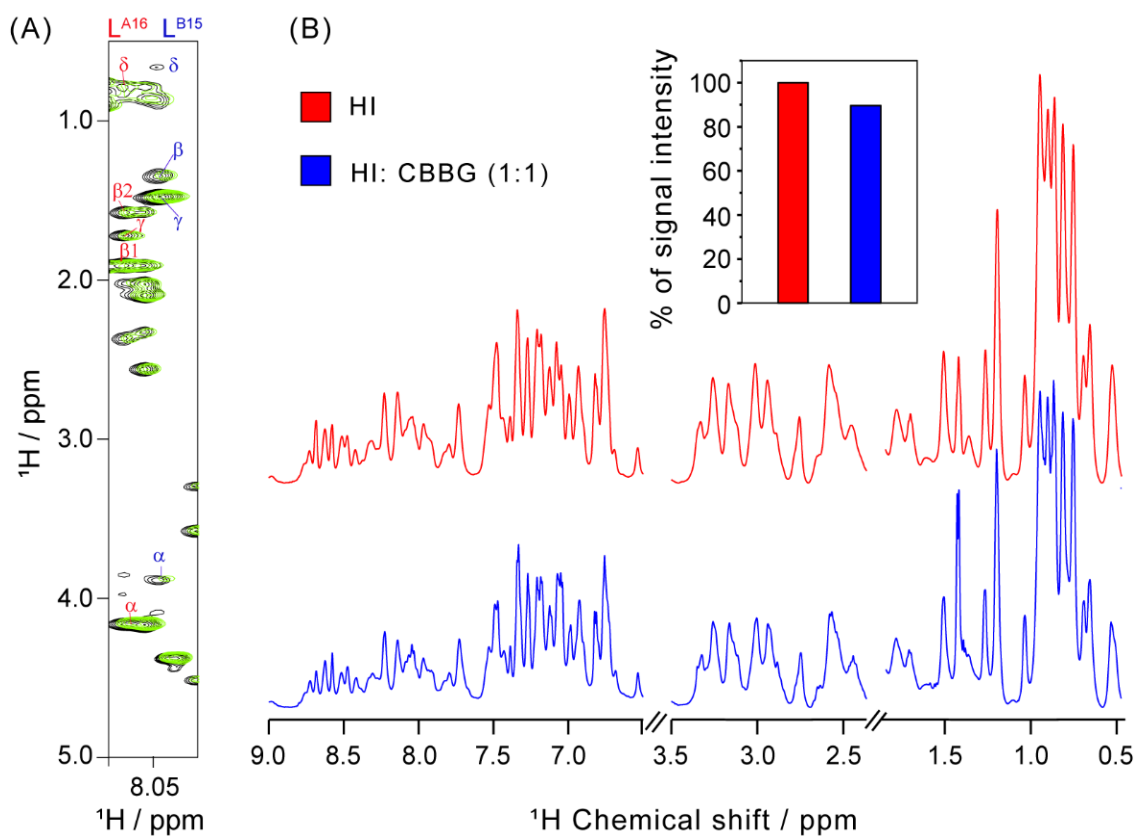 (A)
L^A16 L^B15
δ δ
1.0
β
β2
γ γ
β1
2.0
3.0
α
4.0
α
5.0
8.05
¹H / ppm
¹H / ppm
(B)
HI
HI: CBBG (1:1)
% of signal intensity
100
80
60
40
20
0
9.0 8.5 8.0 7.5 7.0 3.5 3.0 2.5 1.5 1.0 0.5
¹H Chemical shift / ppm